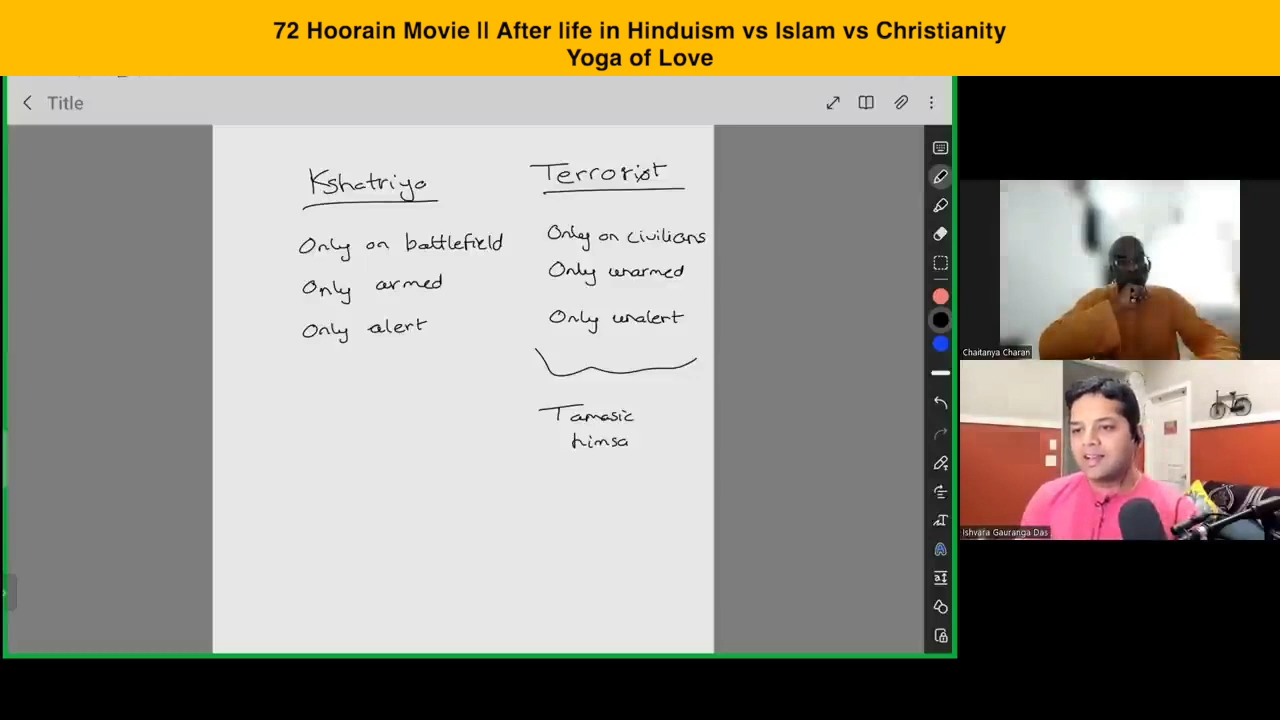 72 Hoorain Movie || After life in Hinduism vs Islam vs Christianity
Yoga of Love
Title
Kshatriya
Terrorist
Only on battlefield
Only on civilians
Only armed
Only unarmed
Only alert
Only unalert
Tamasic
himsa
Chaitanya Charan
Ishvara Gauranga Das